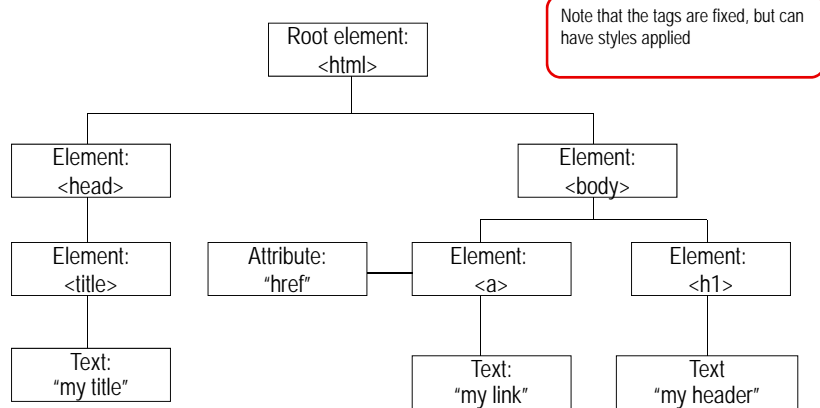 Note that the tags are fixed, but can
have styles applied
Root element:
<html>
Element:
<head>
Element:
<body>
Element:
<title>
Attribute:
“href”
Element:
<a>
Element:
<h1>
Text:
“my title”
Text:
“my link”
Text
“my header”